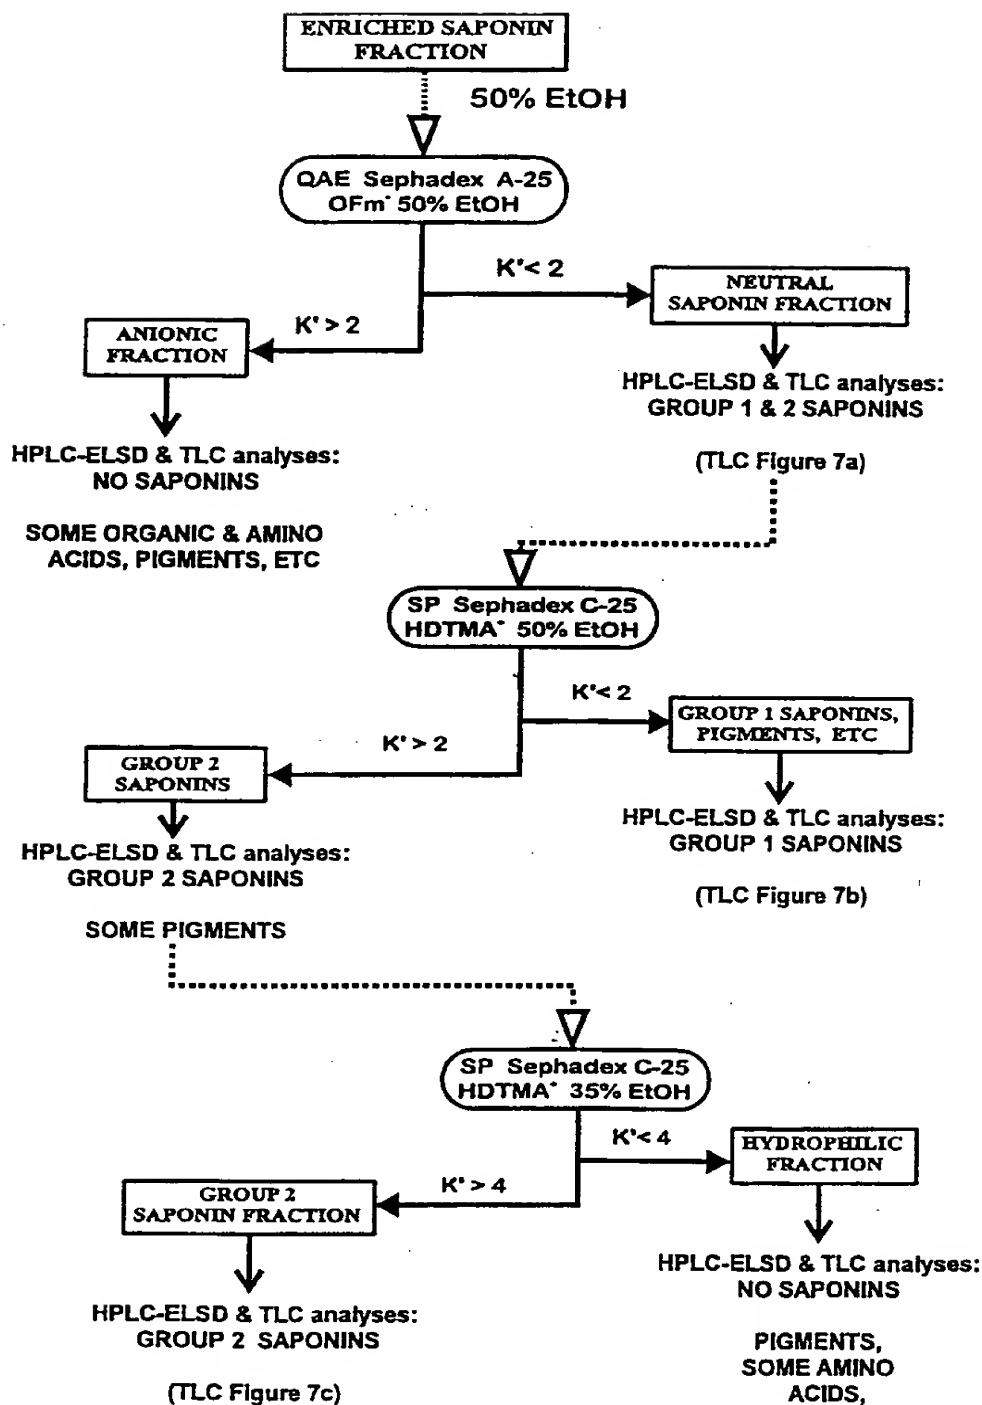 ENRICHED SAPONIN
FRACTION
50% EtOH
QAE Sephadex A-25
OFm⁻ 50% EtOH
K'< 2
NEUTRAL
SAPONIN FRACTION
K' > 2
ANIONIC
FRACTION
HPLC-ELSD & TLC analyses:
GROUP 1 & 2 SAPONINS
(TLC Figure 7a)
HPLC-ELSD & TLC analyses:
NO SAPONINS
SOME ORGANIC & AMINO
ACIDS, PIGMENTS, ETC
SP Sephadex C-25
HDTMA⁺ 50% EtOH
K'< 2
GROUP 1 SAPONINS,
PIGMENTS, ETC
K' > 2
GROUP 2
SAPONINS
HPLC-ELSD & TLC analyses:
GROUP 1 SAPONINS
(TLC Figure 7b)
HPLC-ELSD & TLC analyses:
GROUP 2 SAPONINS
SOME PIGMENTS
SP Sephadex C-25
HDTMA⁺ 35% EtOH
K'< 4
HYDROPHILIC
FRACTION
K' > 4
GROUP 2
SAPONIN FRACTION
HPLC-ELSD & TLC analyses:
NO SAPONINS
PIGMENTS,
SOME AMINO
ACIDS,
HPLC-ELSD & TLC analyses:
GROUP 2 SAPONINS
(TLC Figure 7c)